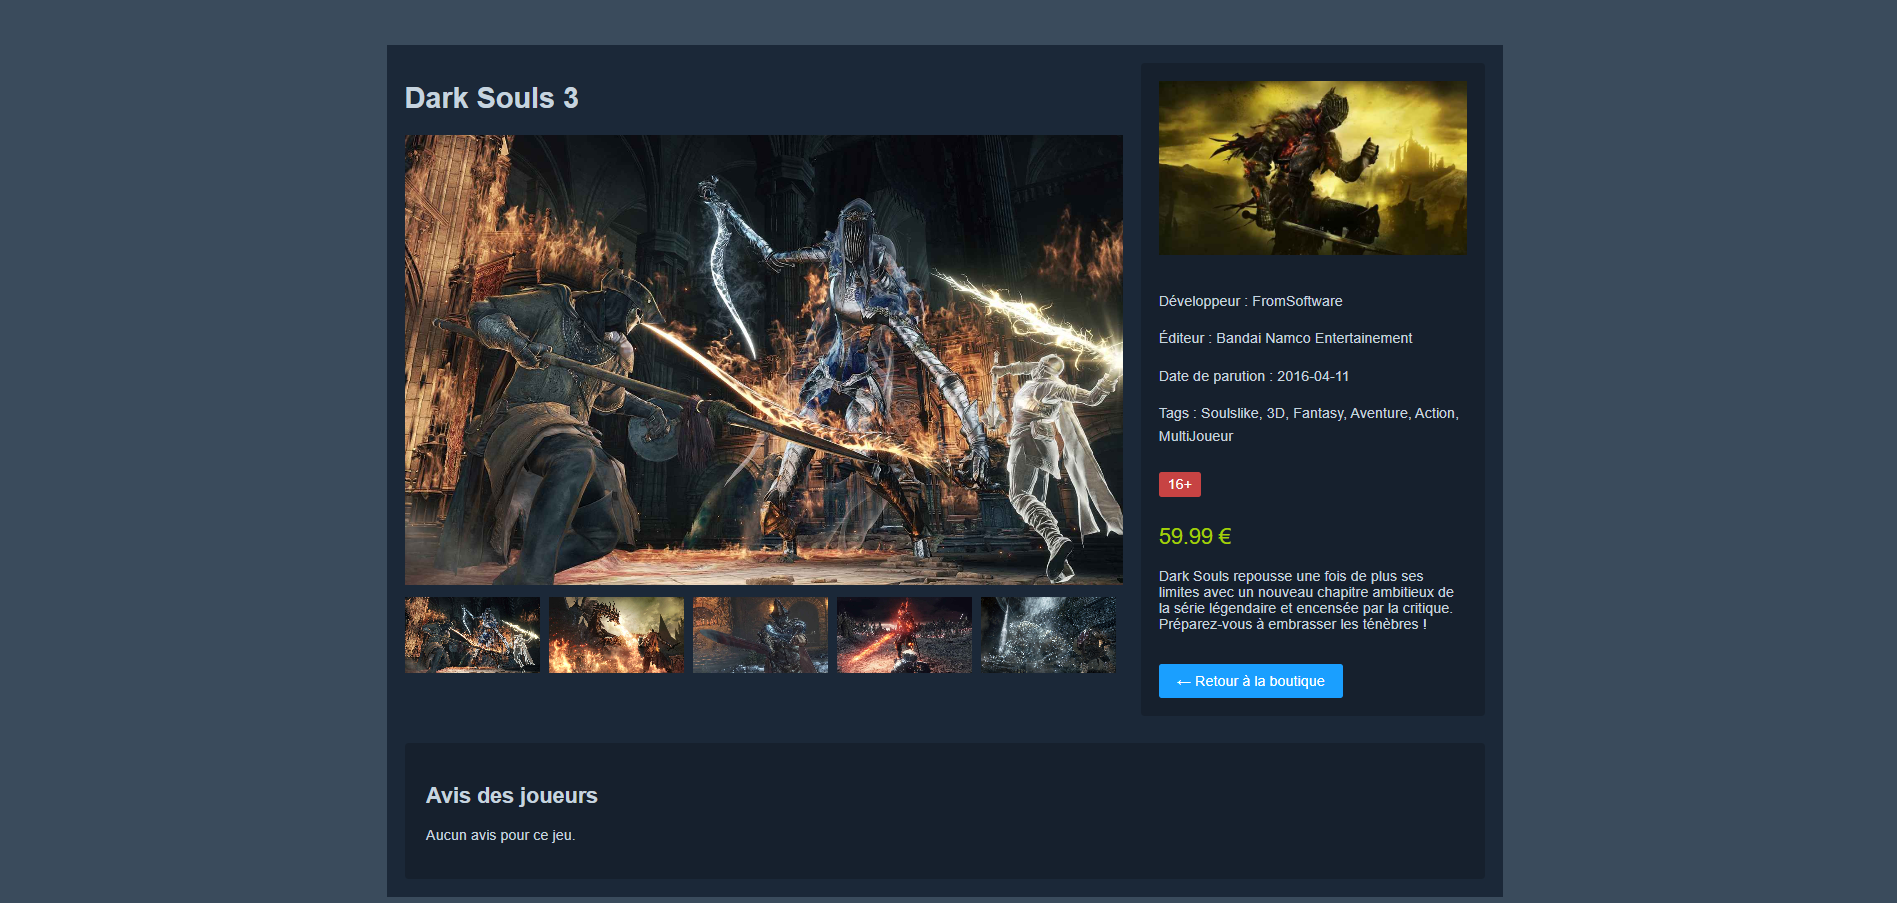 Dark Souls 3
Développeur : FromSoftware
Éditeur : Bandai Namco Entertainement
Date de parution : 2016-04-11
Tags : Soulslike, 3D, Fantasy, Aventure, Action,
MultiJoueur
16+
59.99 €
Dark Souls repousse une fois de plus ses
limites avec un nouveau chapitre ambitieux de
la série légendaire et encensée par la critique.
Préparez-vous à embrasser les ténèbres !
← Retour à la boutique
Avis des joueurs
Aucun avis pour ce jeu.